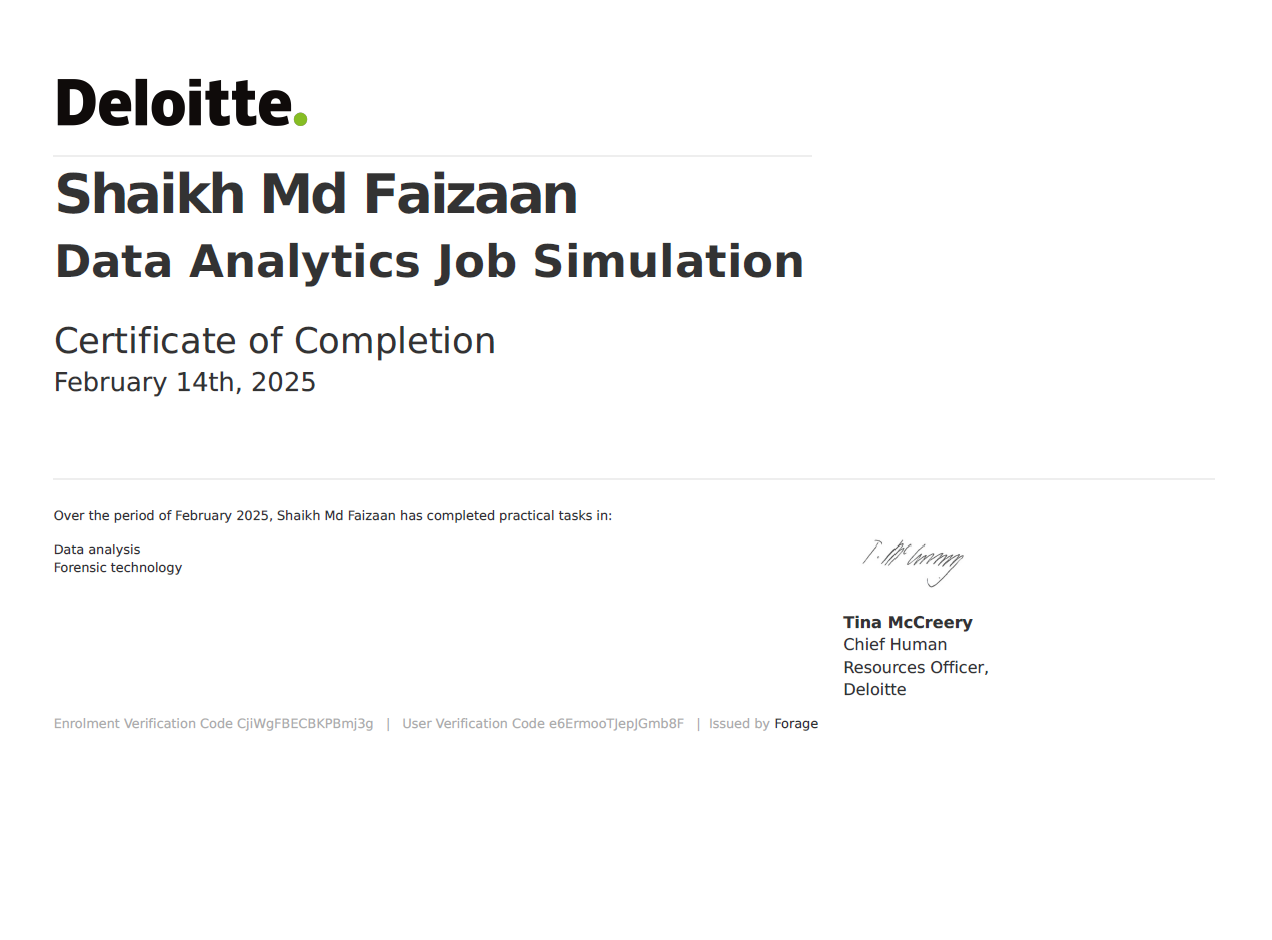 Deloitte.
Shaikh Md Faizaan
Data Analytics Job Simulation
Certificate of Completion
February 14th, 2025
Over the period of February 2025, Shaikh Md Faizaan has completed practical tasks in:
Data analysis
Forensic technology
T. McCreery
Tina McCreery
Chief Human
Resources Officer,
Deloitte
Enrolment Verification Code CjiWgFBECBKPBmj3g | User Verification Code e6ErmooTJepJGmb8F | Issued by Forage